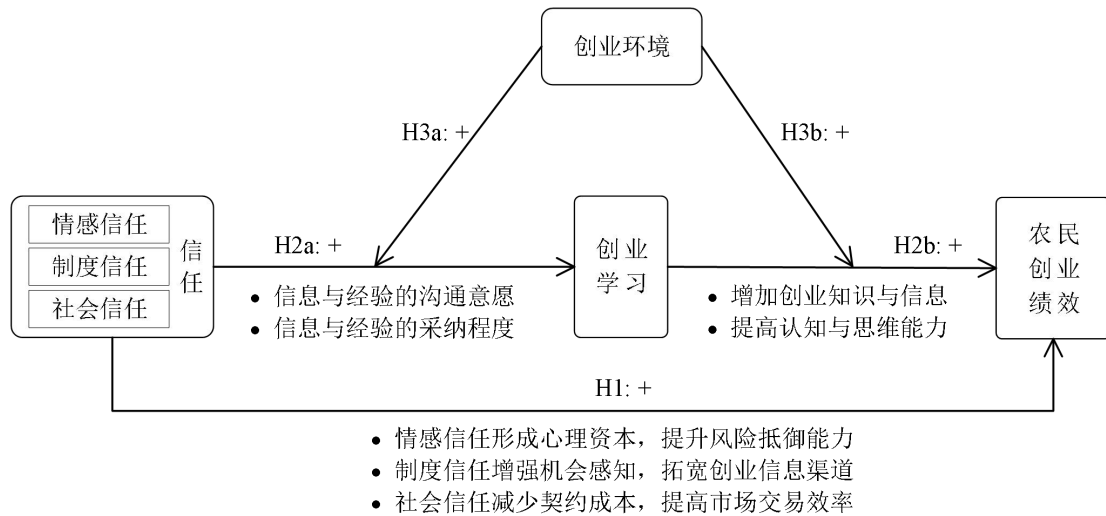 创业环境
H3a: +
H3b: +
情感信任
制度信任
社会信任
信任
H2a: +
创业
学习
H2b: +
农民
创业
绩效
• 信息与经验的沟通意愿
• 信息与经验的采纳程度
• 增加创业知识与信息
• 提高认知与思维能力
H1: +
• 情感信任形成心理资本，提升风险抵御能力
• 制度信任增强机会感知，拓宽创业信息渠道
• 社会信任减少契约成本，提高市场交易效率